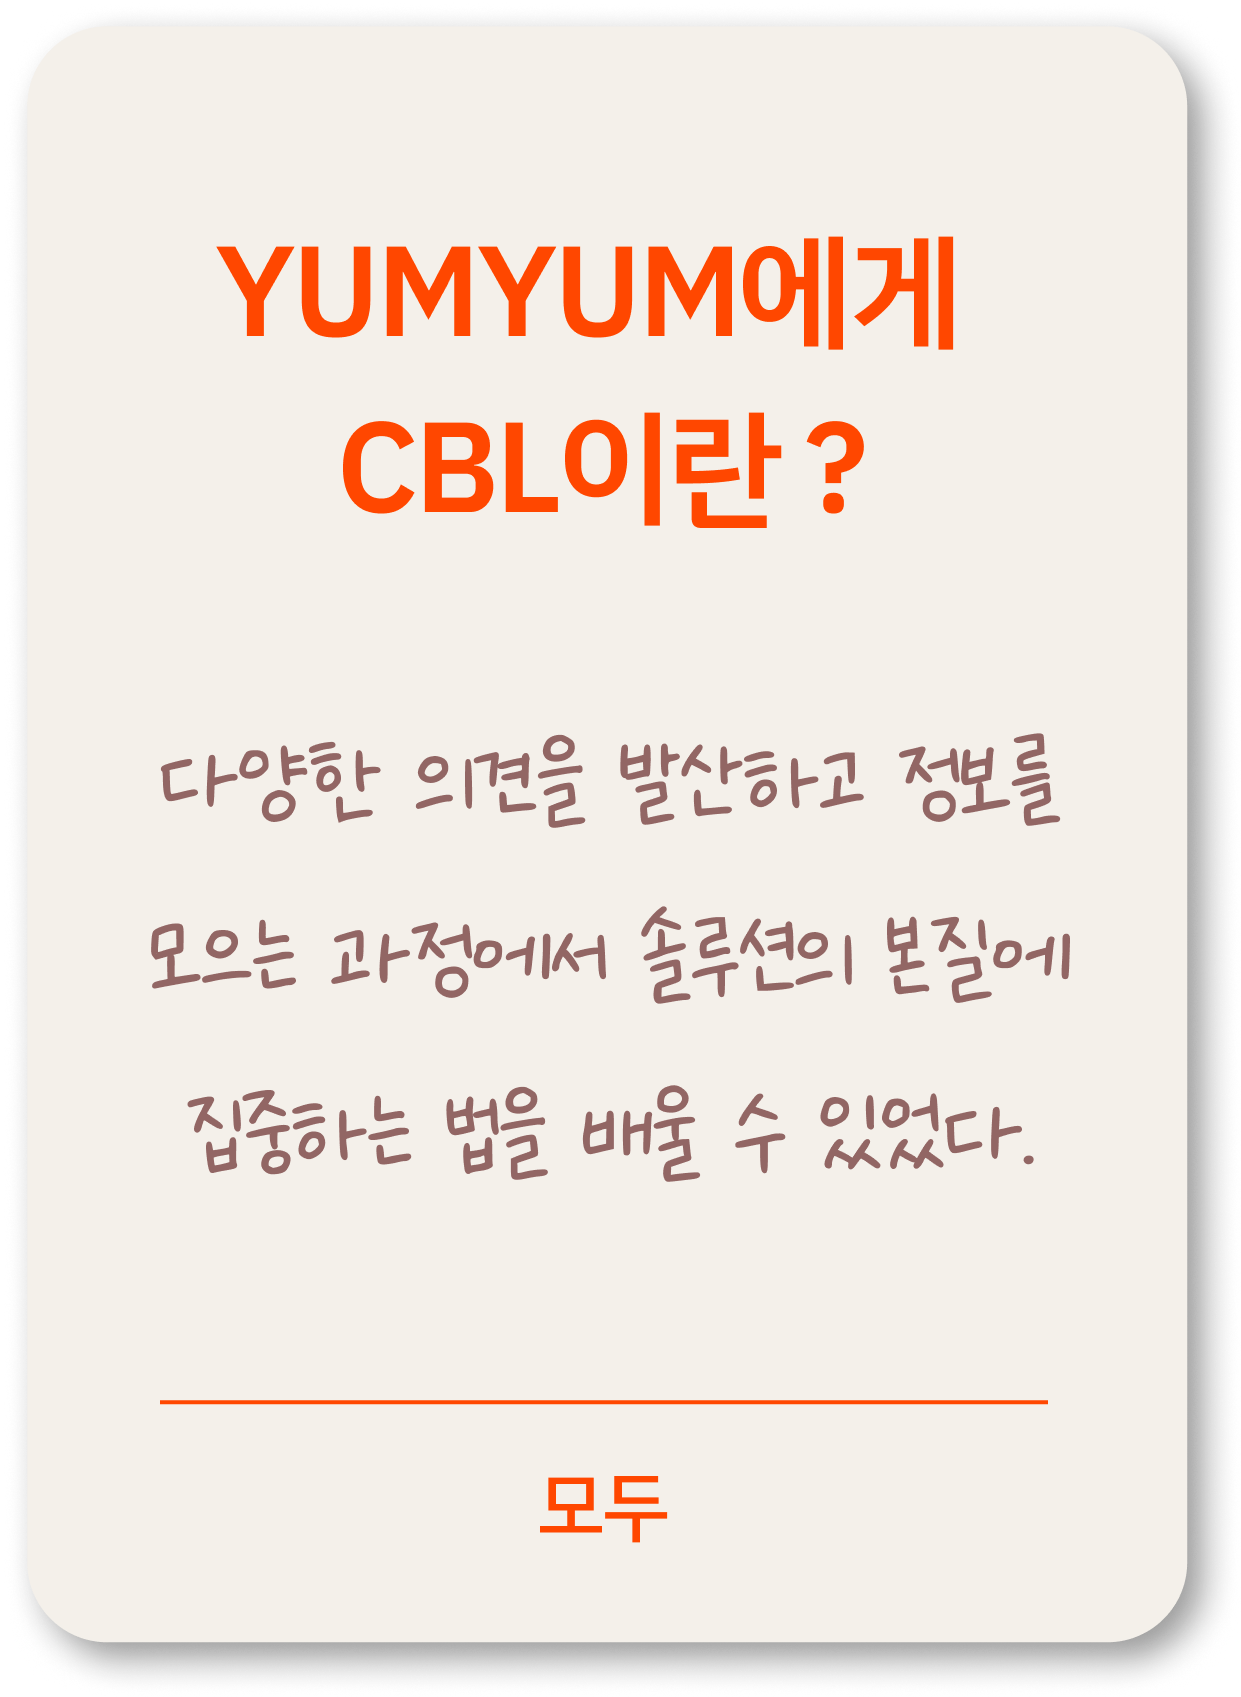 YUMYUM에게
CBL이란 ?
다양한 의견을 발산하고 정보를
모으는 과정에서 솔루션의 본질에
집중하는 법을 배울 수 있었다.
모두